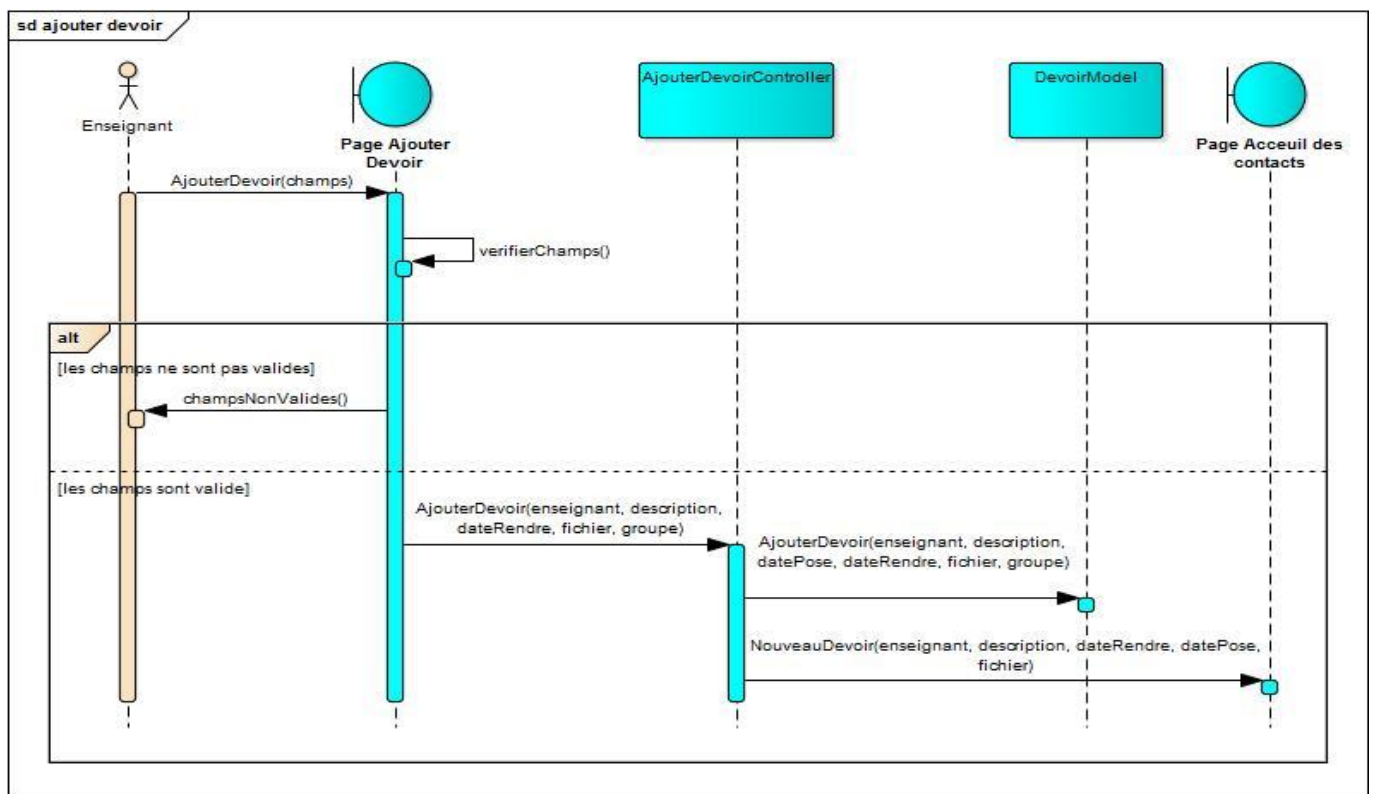 sd ajouter devoir
Enseignant
Page Ajouter
Devoir
AjouterDevoirController
DevoirModel
Page Acceuil des
contacts
AjouterDevoir(champs)
verifierChamps()
alt
[les champs ne sont pas valides]
champsNonValides()
[les champs sont valide]
AjouterDevoir(enseignant, description,
dateRendre, fichier, groupe)
AjouterDevoir(enseignant, description,
datePose, dateRendre, fichier, groupe)
NouveauDevoir(enseignant, description, dateRendre, datePose,
fichier)